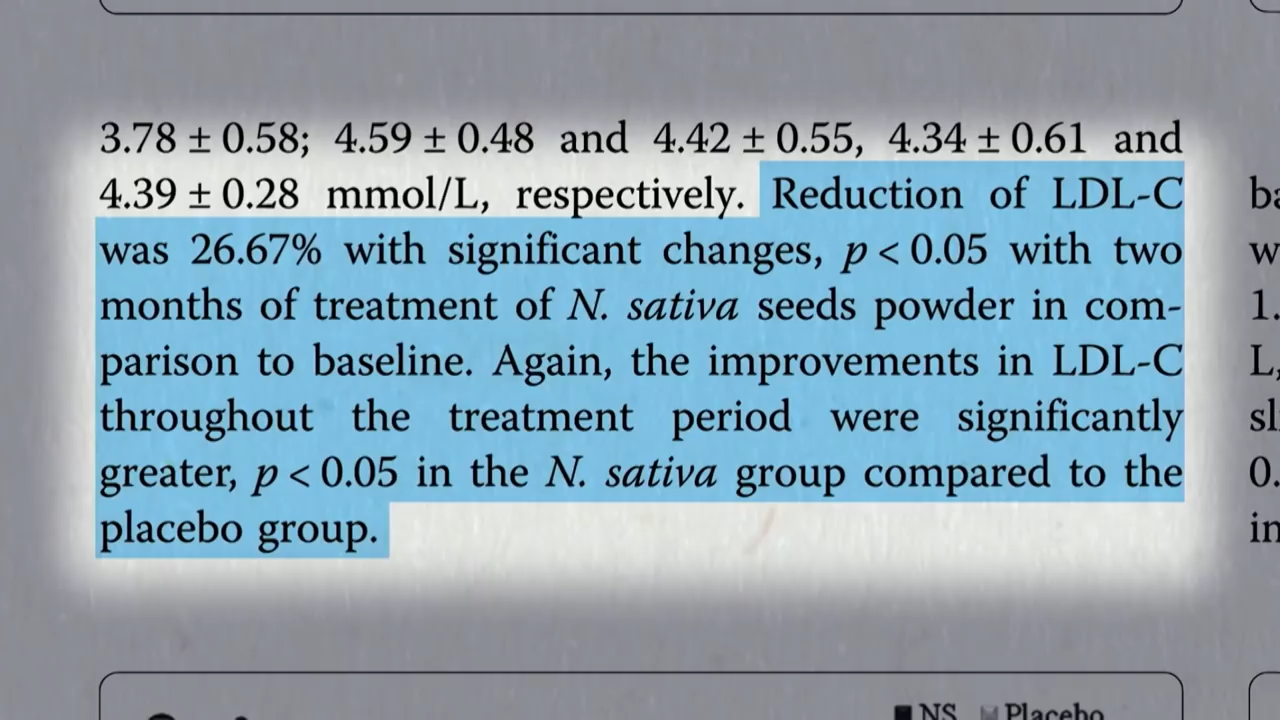 3.78 ± 0.58; 4.59 ± 0.48 and 4.42 ± 0.55, 4.34 ± 0.61 and
4.39 ± 0.28 mmol/L, respectively. Reduction of LDL-C
was 26.67% with significant changes, p < 0.05 with two
months of treatment of N. sativa seeds powder in com-
parison to baseline. Again, the improvements in LDL-C
throughout the treatment period were significantly
greater, p < 0.05 in the N. sativa group compared to the
placebo group.
NS Placebo